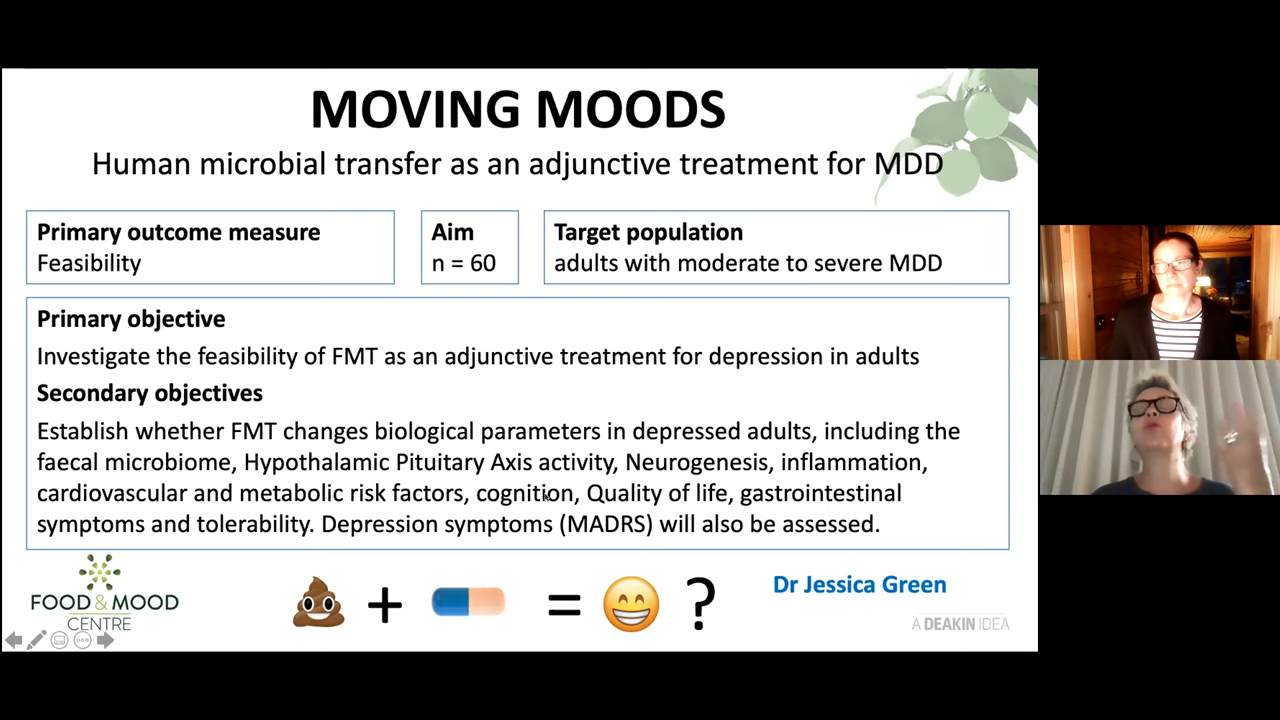 MOVING MOODS
Human microbial transfer as an adjunctive treatment for MDD
Primary outcome measure
Feasibility
Aim
n = 60
Target population
adults with moderate to severe MDD
Primary objective
Investigate the feasibility of FMT as an adjunctive treatment for depression in adults
Secondary objectives
Establish whether FMT changes biological parameters in depressed adults, including the
faecal microbiome, Hypothalamic Pituitary Axis activity, Neurogenesis, inflammation,
cardiovascular and metabolic risk factors, cognition, Quality of life, gastrointestinal
symptoms and tolerability. Depression symptoms (MADRS) will also be assessed.
FOOD & MOOD
CENTRE
+ = ?
Dr Jessica Green
A DEAKIN IDEA